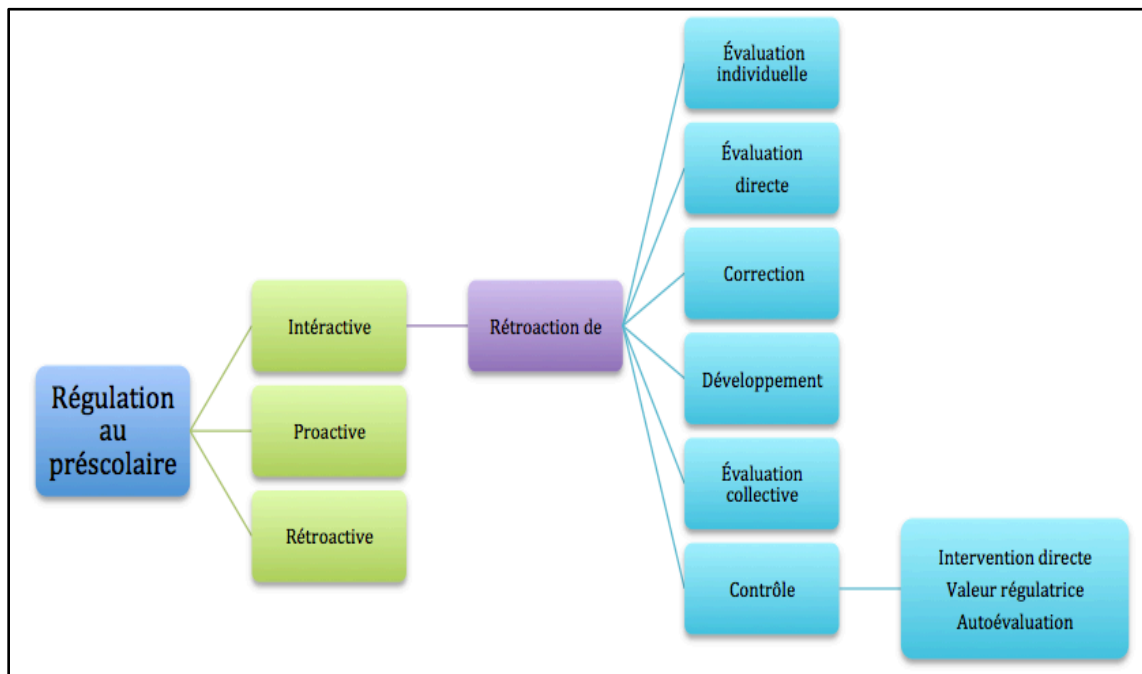 Régulation
au
préscolaire
Intéractive
Proactive
Rétroactive
Rétroaction de
Évaluation
individuelle
Évaluation
directe
Correction
Développement
Évaluation
collective
Contrôle
Intervention directe
Valeur régulatrice
Autoévaluation